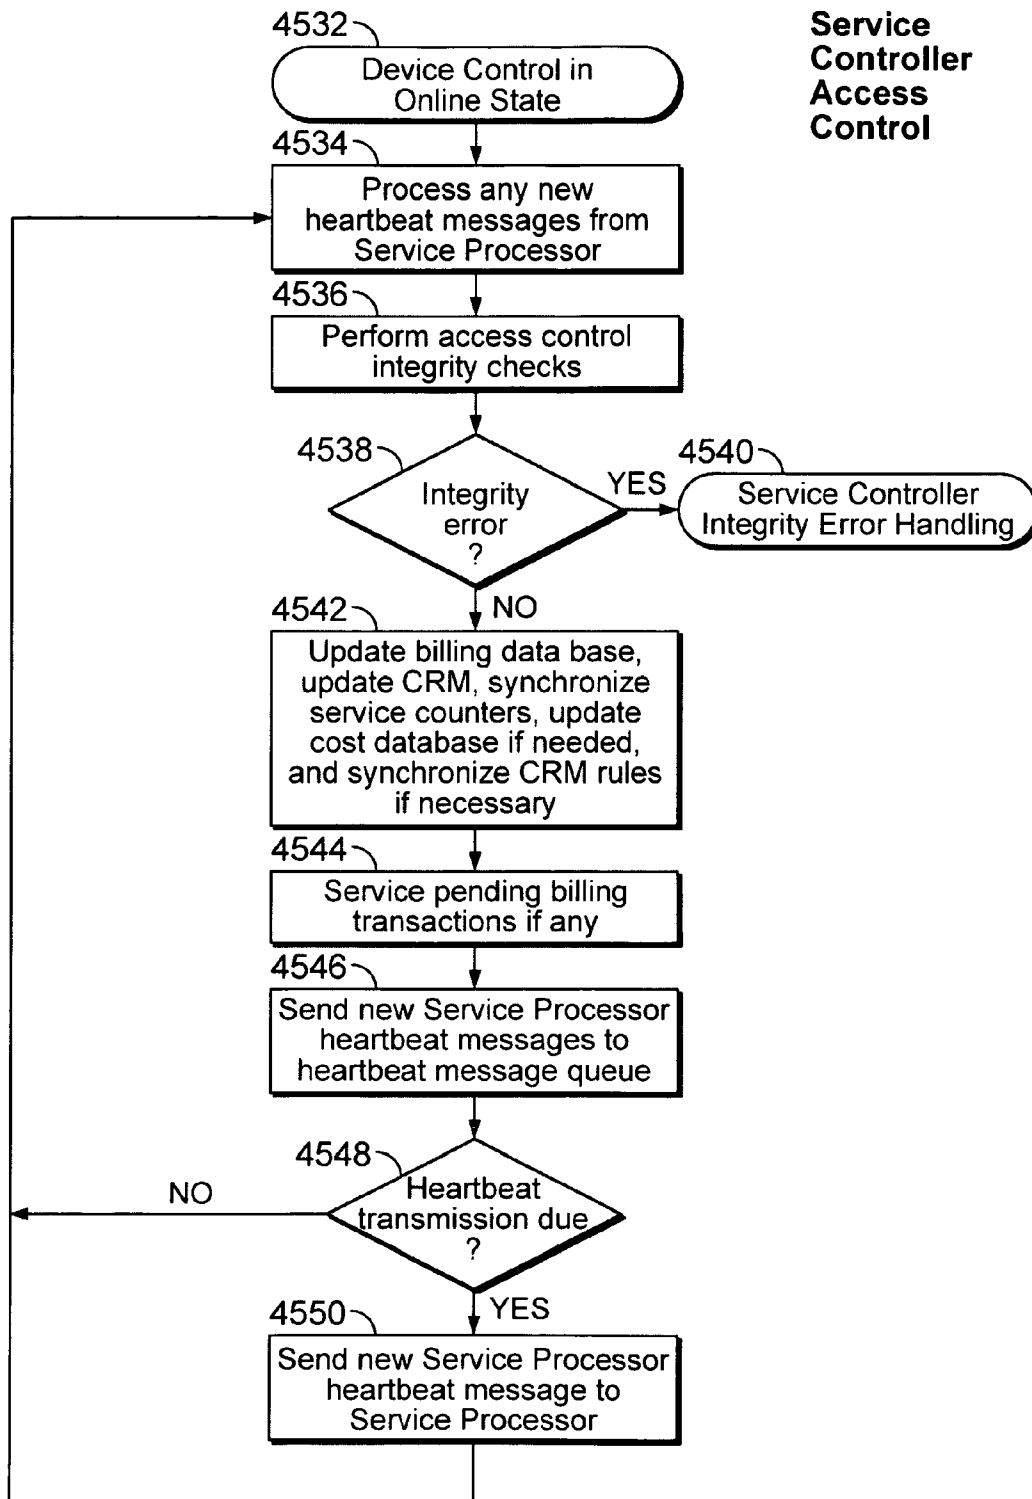 4532
Service
Controller
Access
Control
Device Control in
Online State
4534
Process any new
heartbeat messages from
Service Processor
4536
Perform access control
integrity checks
4538
Integrity
error
?
YES
4540
Service Controller
Integrity Error Handling
NO
4542
Update billing data base,
update CRM, synchronize
service counters, update
cost database if needed,
and synchronize CRM rules
if necessary
4544
Service pending billing
transactions if any
4546
Send new Service Processor
heartbeat messages to
heartbeat message queue
4548
Heartbeat
transmission due
?
NO
YES
4550
Send new Service Processor
heartbeat message to
Service Processor